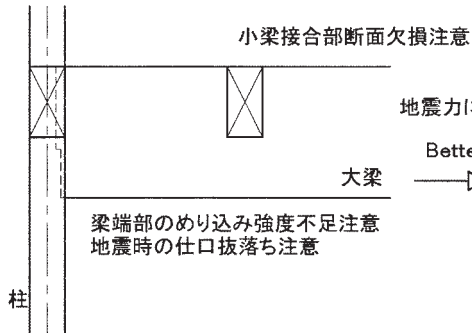 小梁接合部断面欠損注意
地震力に
Bette
大梁
梁端部のめり込み強度不足注意
地震時の仕口抜落ち注意
柱